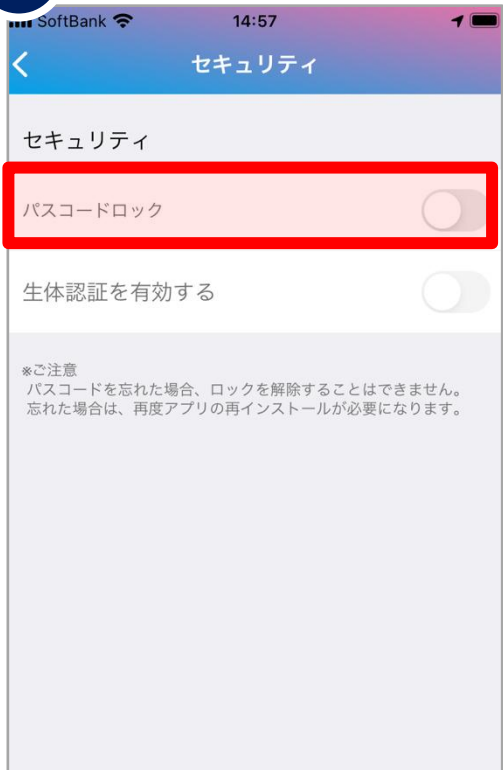 SoftBank 14:57
セキュリティ
セキュリティ
パスコードロック
生体認証を有効する
※ご注意
パスコードを忘れた場合、ロックを解除することはできません。
忘れた場合は、再度アプリの再インストールが必要になります。